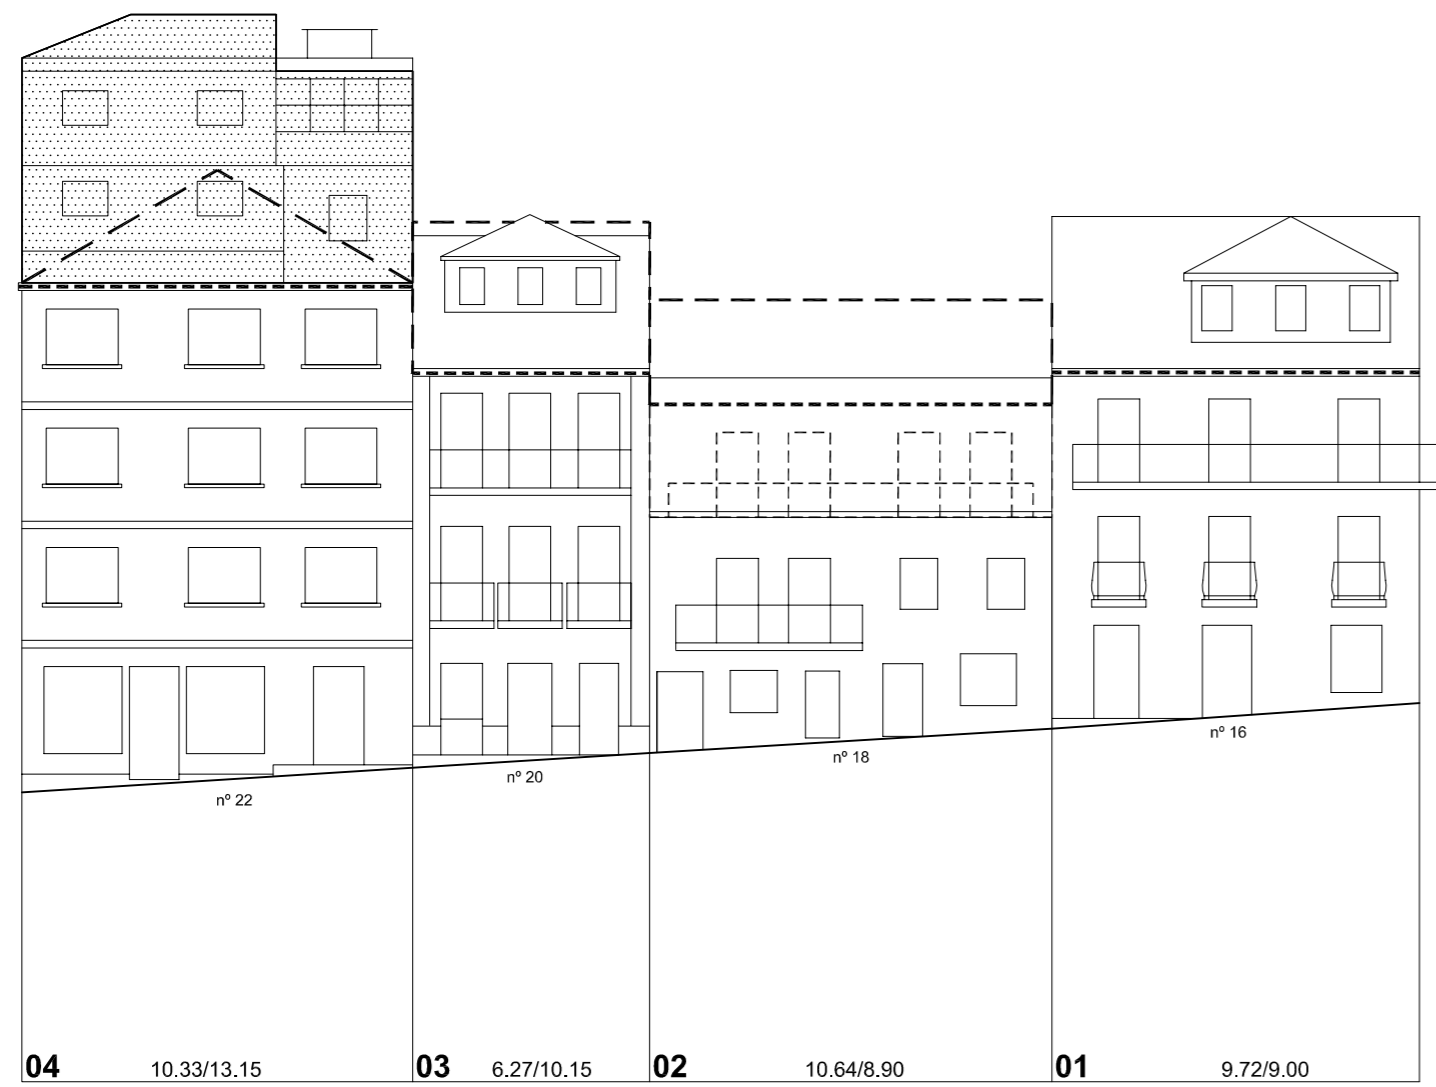 nº 22
nº 20
nº 18
nº 16
04 10.33/13.15
03 6.27/10.15
02 10.64/8.90
01 9.72/9.00